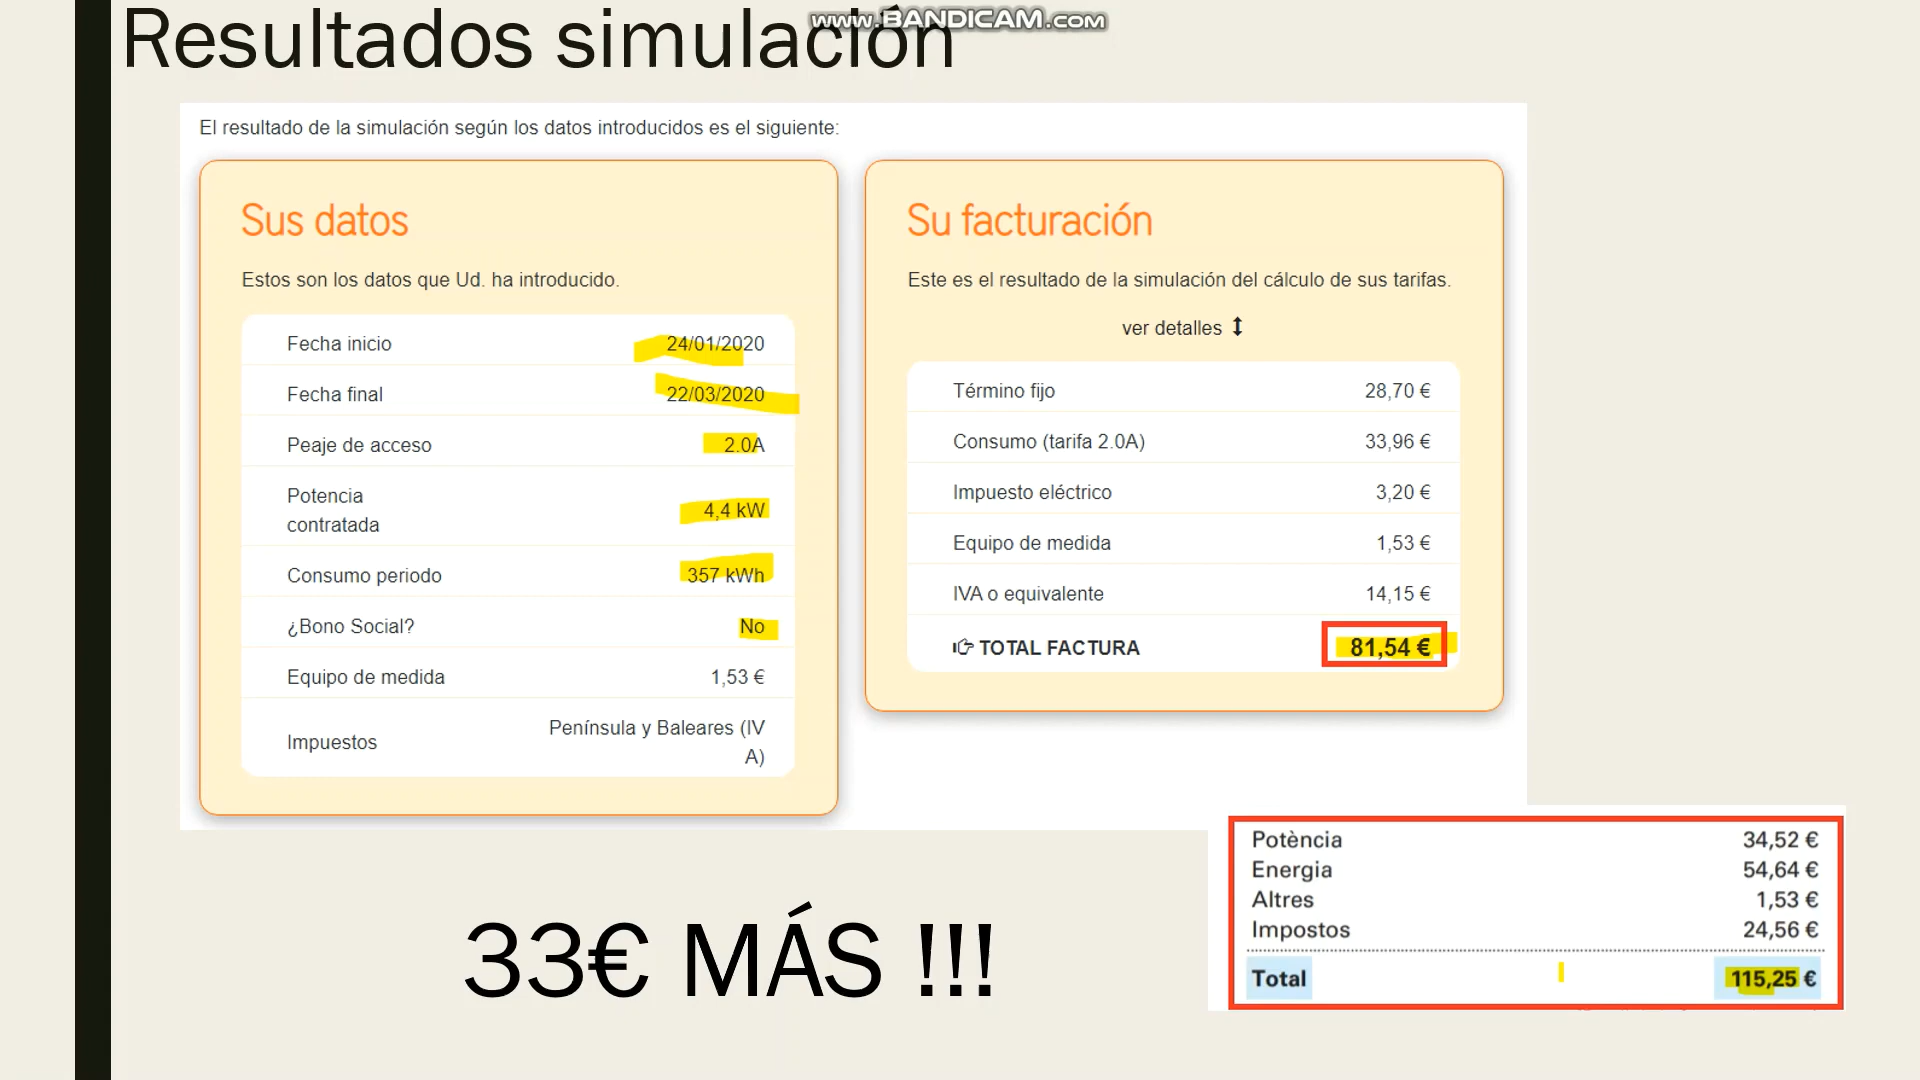 www.BANDICAM.com
Resultados simulación
El resultado de la simulación según los datos introducidos es el siguiente:
Sus datos
Estos son los datos que Ud. ha introducido.
Fecha inicio 24/01/2020
Fecha final 22/03/2020
Peaje de acceso 2.0A
Potencia
contratada 4,4 kW
Consumo periodo 357 kWh
¿Bono Social? No
Equipo de medida 1,53 €
Impuestos Península y Baleares (IV
A)
Su facturación
Este es el resultado de la simulación del cálculo de sus tarifas.
ver detalles
Término fijo 28,70 €
Consumo (tarifa 2.0A) 33,96 €
Impuesto eléctrico 3,20 €
Equipo de medida 1,53 €
IVA o equivalente 14,15 €
TOTAL FACTURA 81,54 €
33€ MÁS !!!
Potència 34,52 €
Energia 54,64 €
Altres 1,53 €
Impostos 24,56 €
Total 115,25 €